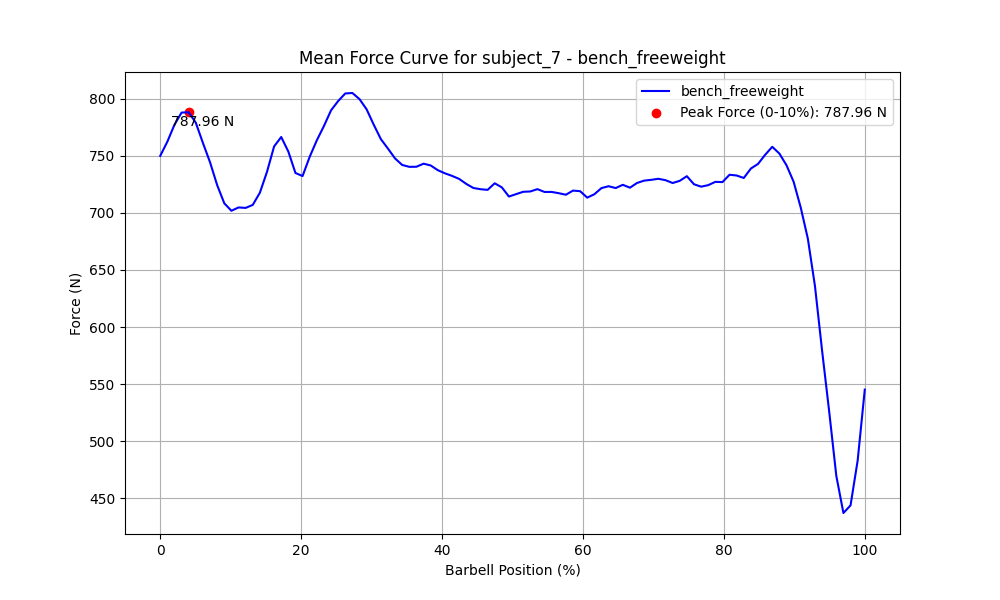 Mean Force Curve for subject_7 - bench_freeweight
bench_freeweight
Peak Force (0-10%): 787.96 N
787.96 N
Force (N)
800
750
700
650
600
550
500
450
0 20 40 60 80 100
Barbell Position (%)